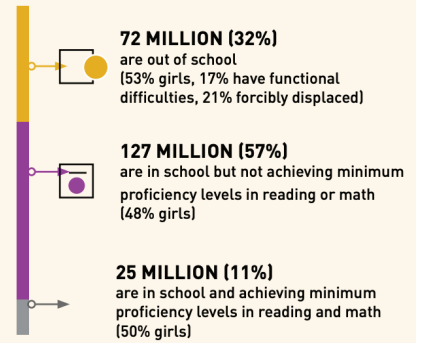 72 MILLION (32%)
are out of school
(53% girls, 17% have functional
difficulties, 21% forcibly displaced)
127 MILLION (57%)
are in school but not achieving minimum
proficiency levels in reading or math
(48% girls)
25 MILLION (11%)
are in school and achieving minimum
proficiency levels in reading and math
(50% girls)